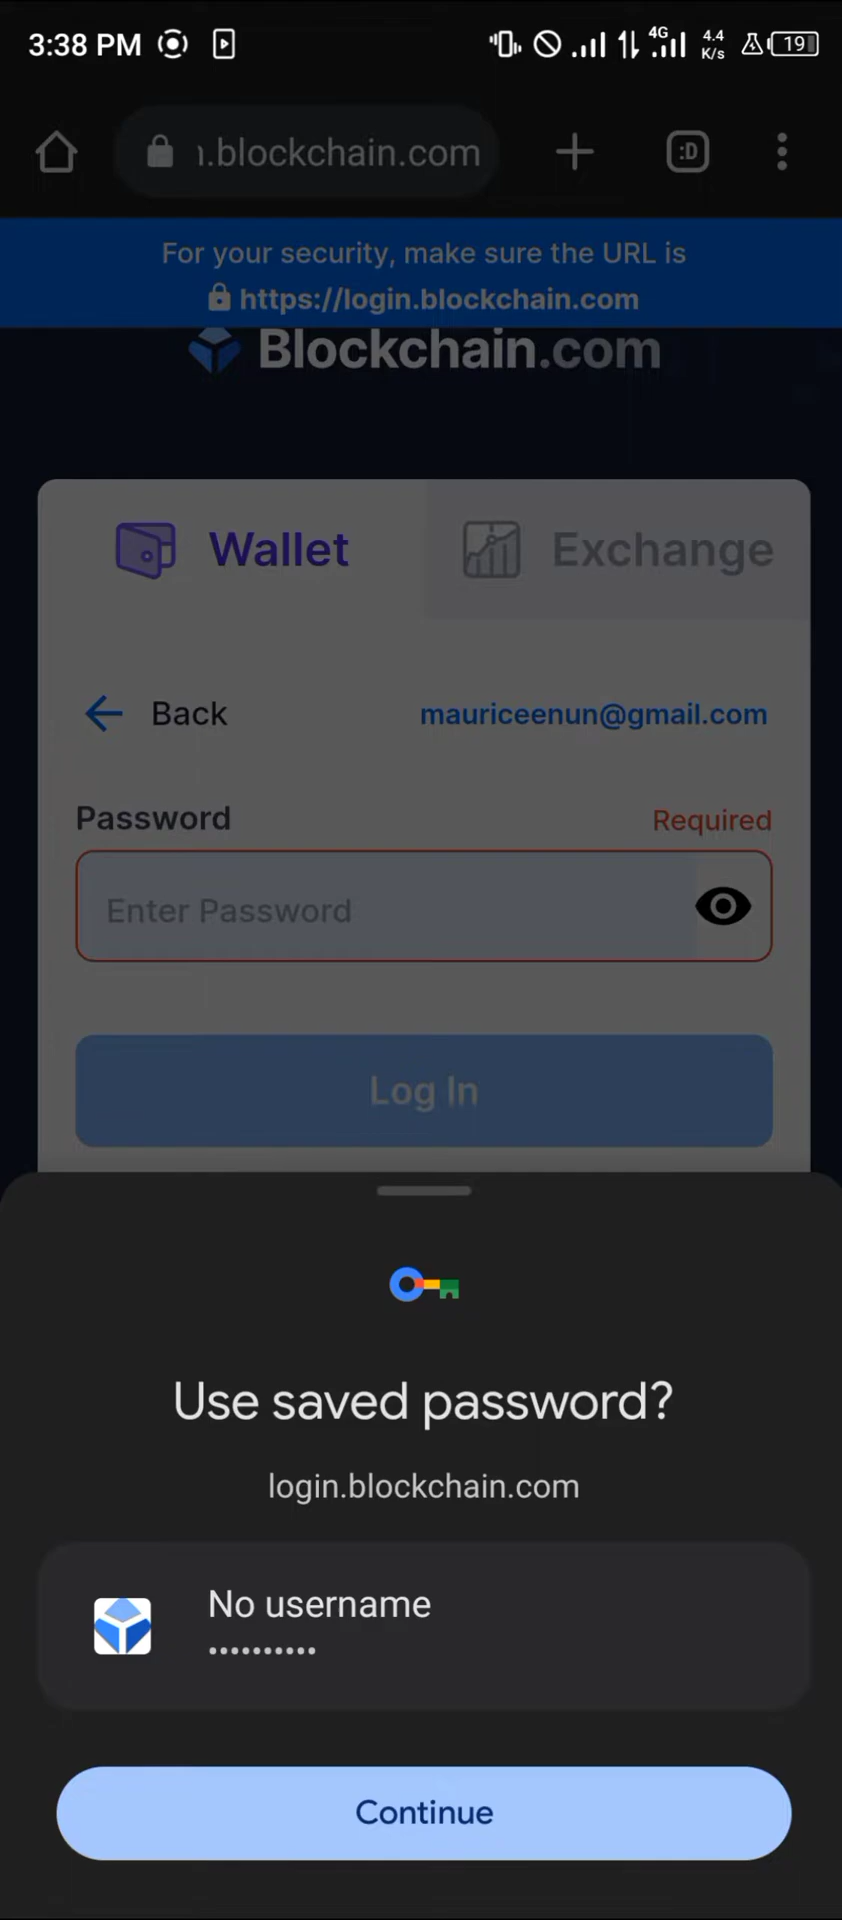 3:38 PM 4G 4.4 K/s 19
.blockchain.com :D
For your security, make sure the URL is
https://login.blockchain.com
Blockchain.com
Wallet Exchange
Back mauriceenun@gmail.com
Password Required
Enter Password
Log In
Use saved password?
login.blockchain.com
No username
••••••••••
Continue